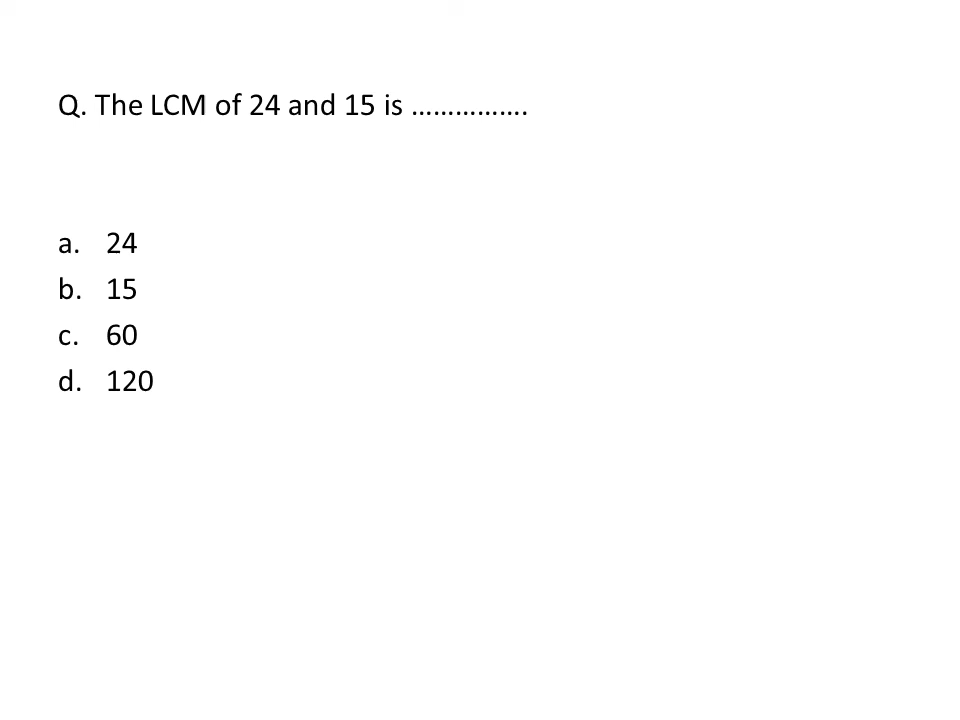 Q. The LCM of 24 and 15 is …………….
a. 24
b. 15
c. 60
d. 120